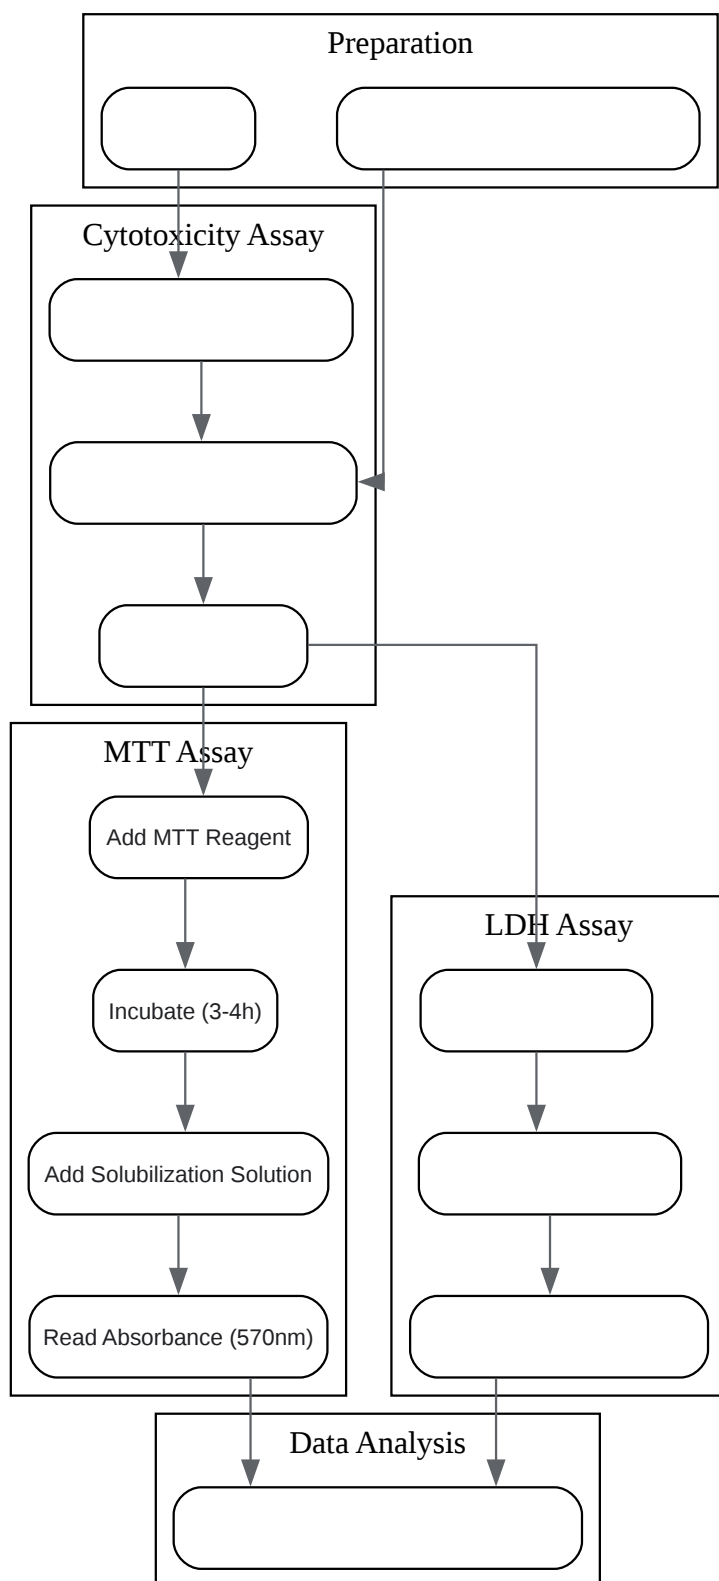 Preparation
Cytotoxicity Assay
MTT Assay
Add MTT Reagent
Incubate (3-4h)
Add Solubilization Solution
Read Absorbance (570nm)
LDH Assay
Data Analysis